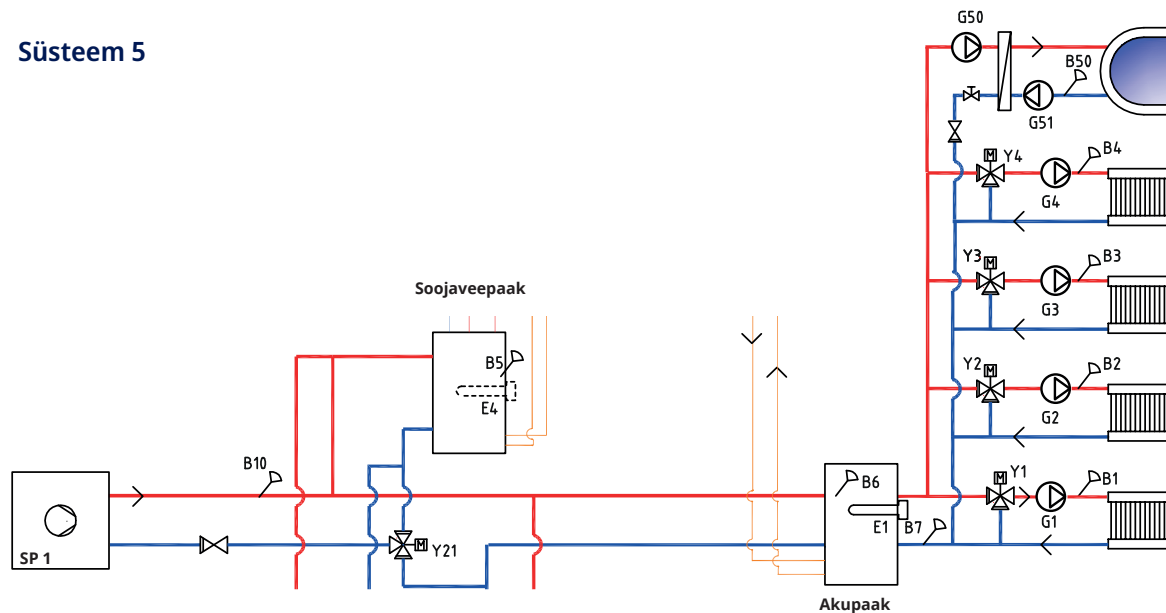 Süsteem 5
G50
B50
G51
Y4
M
B4
G4
Y3
M
B3
G3
Soojaveepaak
B5
E4
Y2
M
B2
G2
B10
B6
Y1
M
B1
E1
B7
G1
SP 1
M
Y21
Akupaak